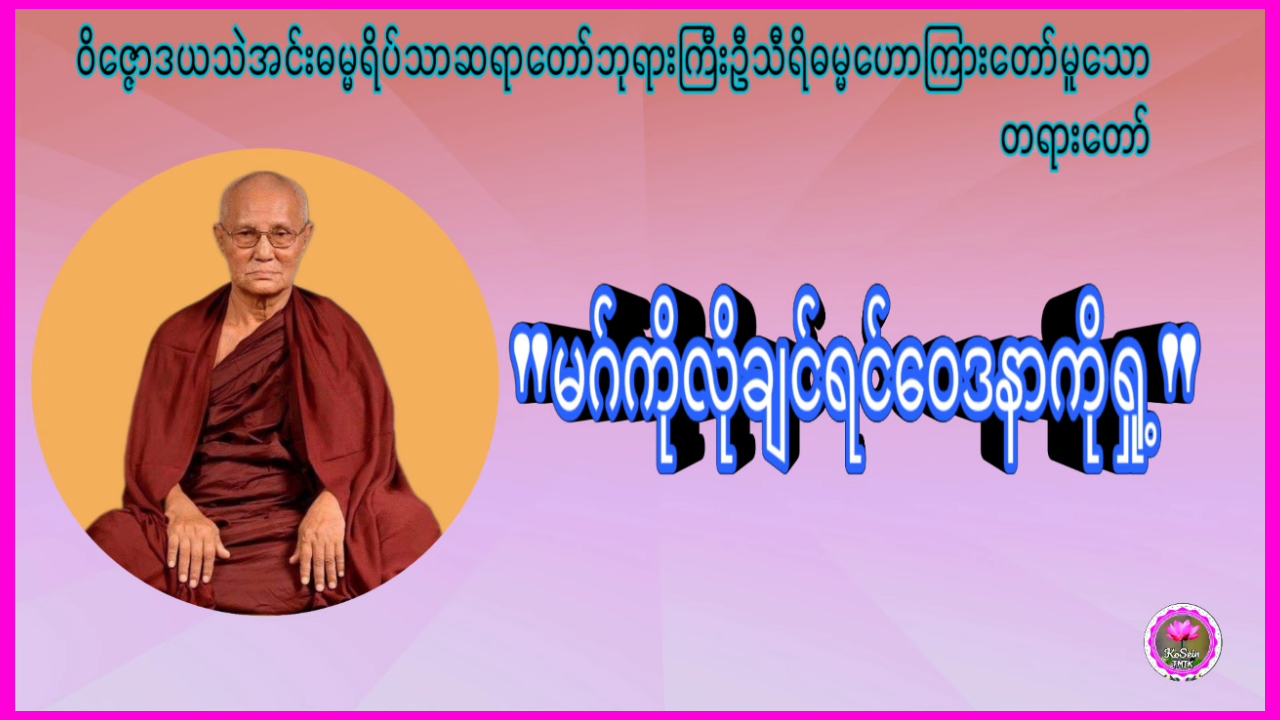 ဝိဇ္ဇောဒယသဲအင်းဓမ္မရိပ်သာဆရာတော်ဘုရားကြီးဦးသီရိဓမ္မဟောကြားတော်မူသော
တရားတော်
"မဂ်ကိုလိုချင်ရင်ဝေဒနာကိုရှု့"
KoSein
JMTK